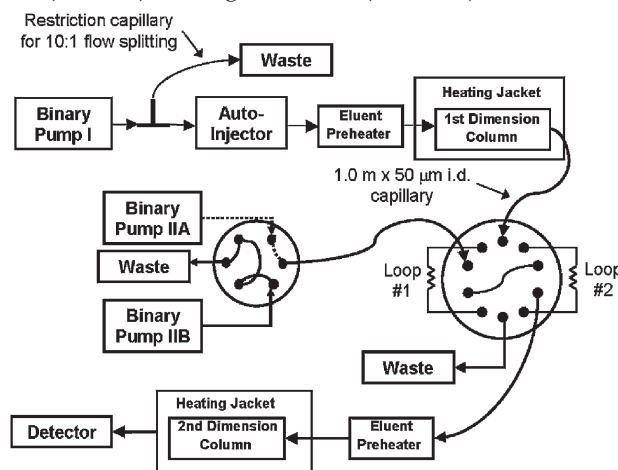 Restriction capillary
for 10:1 flow splitting
Waste
Binary
Pump I
Auto-
Injector
Eluent
Preheater
Heating Jacket
1st Dimension
Column
1.0 m x 50 μm i.d.
capillary
Binary
Pump IIA
Waste
Binary
Pump IIB
Loop
#1
Loop
#2
Waste
Heating Jacket
2nd Dimension
Column
Eluent
Preheater
Detector